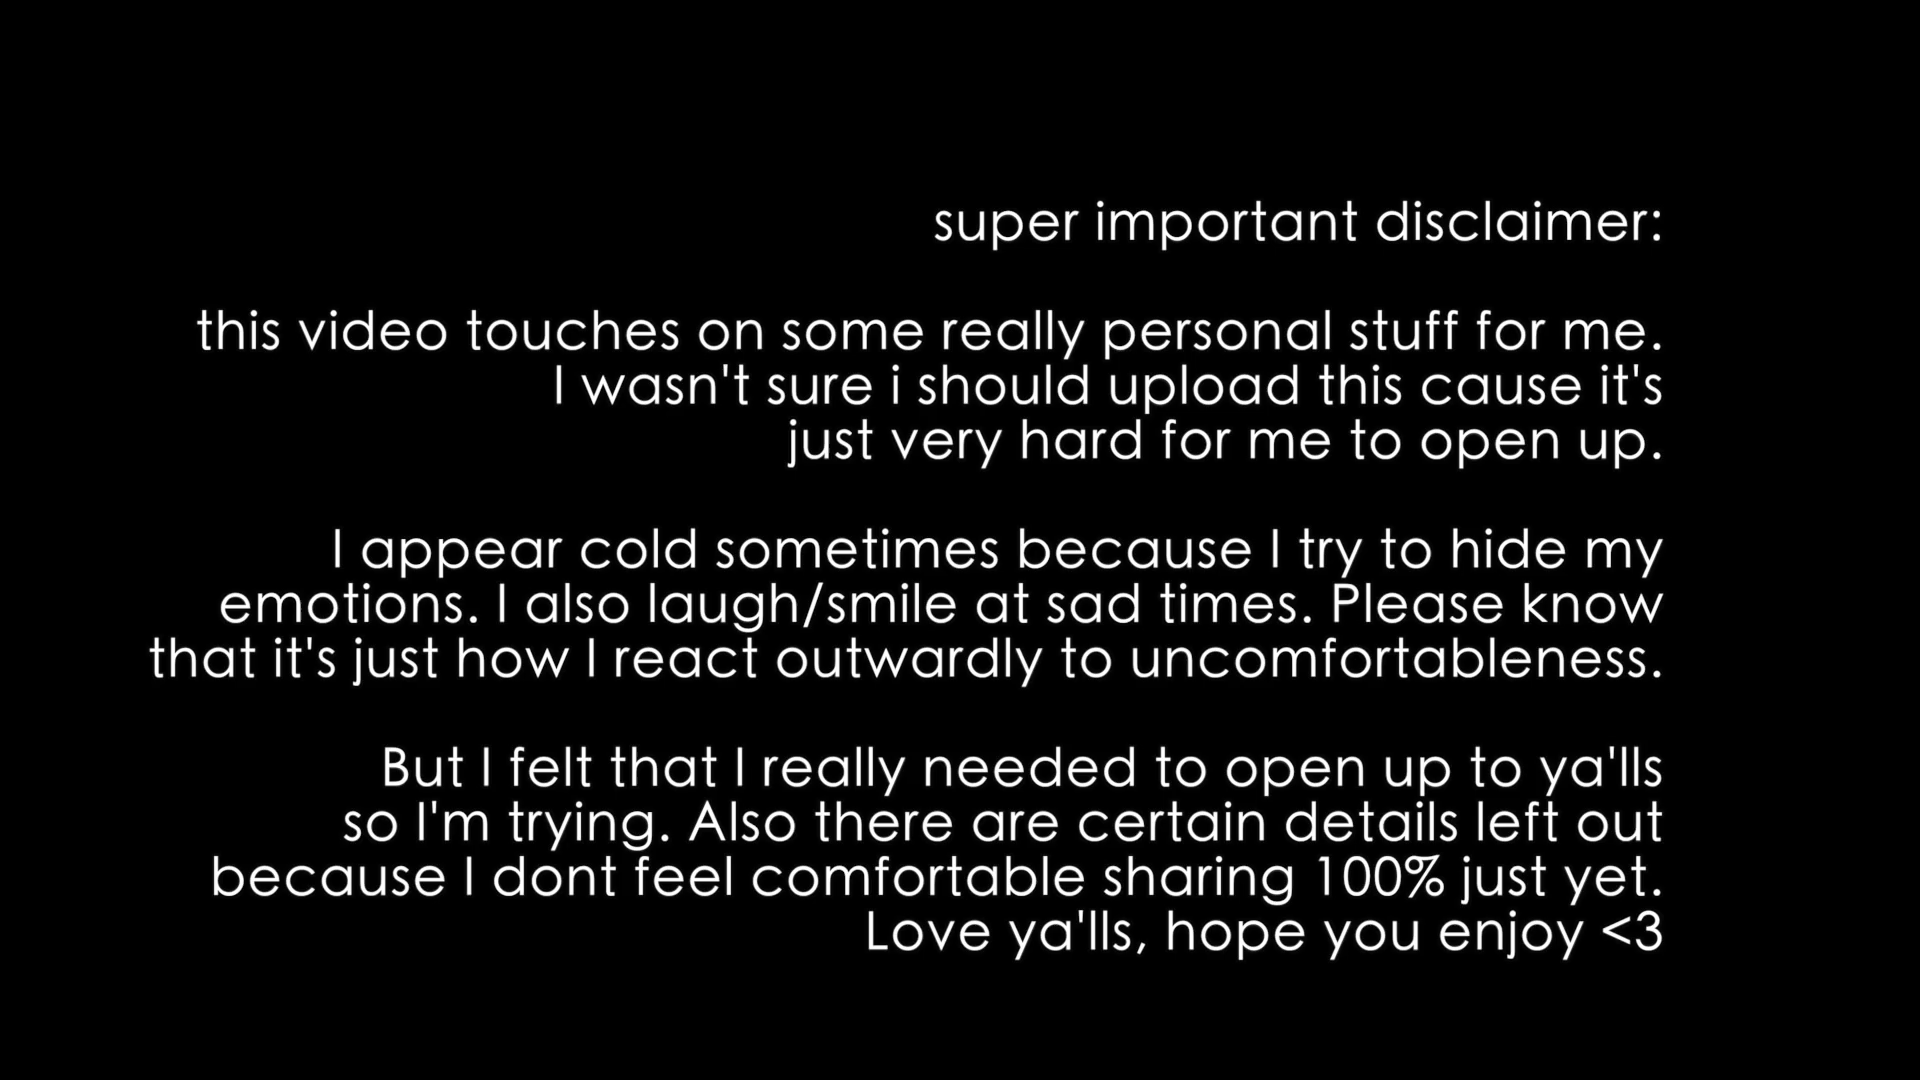 super important disclaimer:
this video touches on some really personal stuff for me.
I wasn't sure i should upload this cause it's
just very hard for me to open up.
I appear cold sometimes because I try to hide my
emotions. I also laugh/smile at sad times. Please know
that it's just how I react outwardly to uncomfortableness.
But I felt that I really needed to open up to ya'lls
so I'm trying. Also there are certain details left out
because I dont feel comfortable sharing 100% just yet.
Love ya'lls, hope you enjoy <3